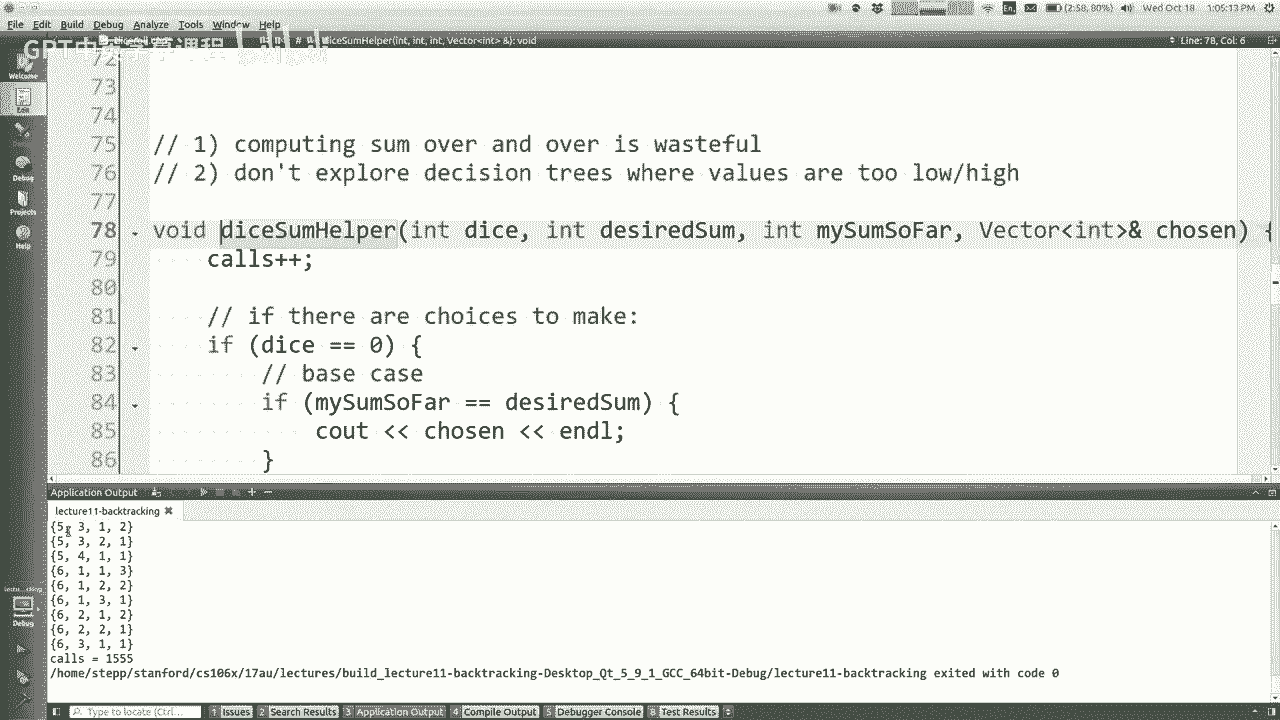 File Edit Build Debug Analyze Tools Window Help
En (2:58, 80%) Wed Oct 18 1:05:12 PM
GPT中英字幕课程
diceSumHelper(int, int, int, Vector<int> &): void
Line: 78, Col: 6
Welcome
Edit
Debug
Projects
Help
Debug
72
73
74
75 // 1) computing sum over and over is wasteful
76 // 2) don't explore decision trees where values are too low/high
77
78 void diceSumHelper(int dice, int desiredSum, int mySumSoFar, Vector<int>& chosen) {
79 calls++;
80
81 // if there are choices to make:
82 if (dice == 0) {
83 // base case
84 if (mySumSoFar == desiredSum) {
85 cout << chosen << endl;
86 }
Application Output
lecture11-backtracking
{5, 3, 1, 2}
{5, 3, 2, 1}
{5, 4, 1, 1}
{6, 1, 1, 3}
{6, 1, 2, 2}
{6, 1, 3, 1}
{6, 2, 1, 2}
{6, 2, 2, 1}
{6, 3, 1, 1}
calls = 1555
/home/stepp/stanford/cs106x/17au/lectures/build_lecture11-backtracking-Desktop_Qt_5_9_1_GCC_64bit-Debug/lecture11-backtracking exited with code 0
Type to locate (Ctrl... 1 Issues 2 Search Results 3 Application Output 4 Compile Output 5 Debugger Console 8 Test Results